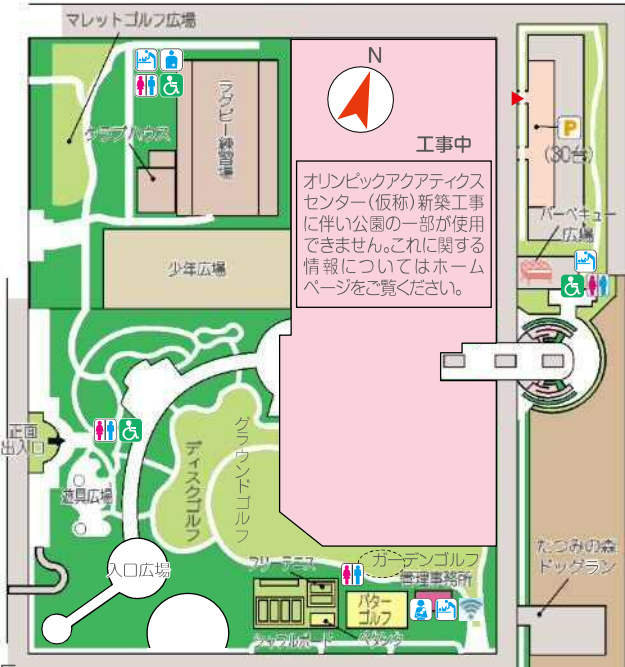 マレットゴルフ広場
N
クラブハウス
ラグビー練習場
工事中
P
(30台)
オリンピックアクアティクス
センター(仮称)新築工事
に伴い公園の一部が使用
できません。これに関する
情報についてはホーム
ページをご覧ください。
バーベキュー
広場
少年広場
正面
出入口
グラウンドゴルフ
ディスクゴルフ
遊具広場
入口広場
フリーテニス
ガーデンゴルフ
管理事務所
パター
ゴルフ
シャッフルボード
ペタンク
たつみの森
ドッグラン